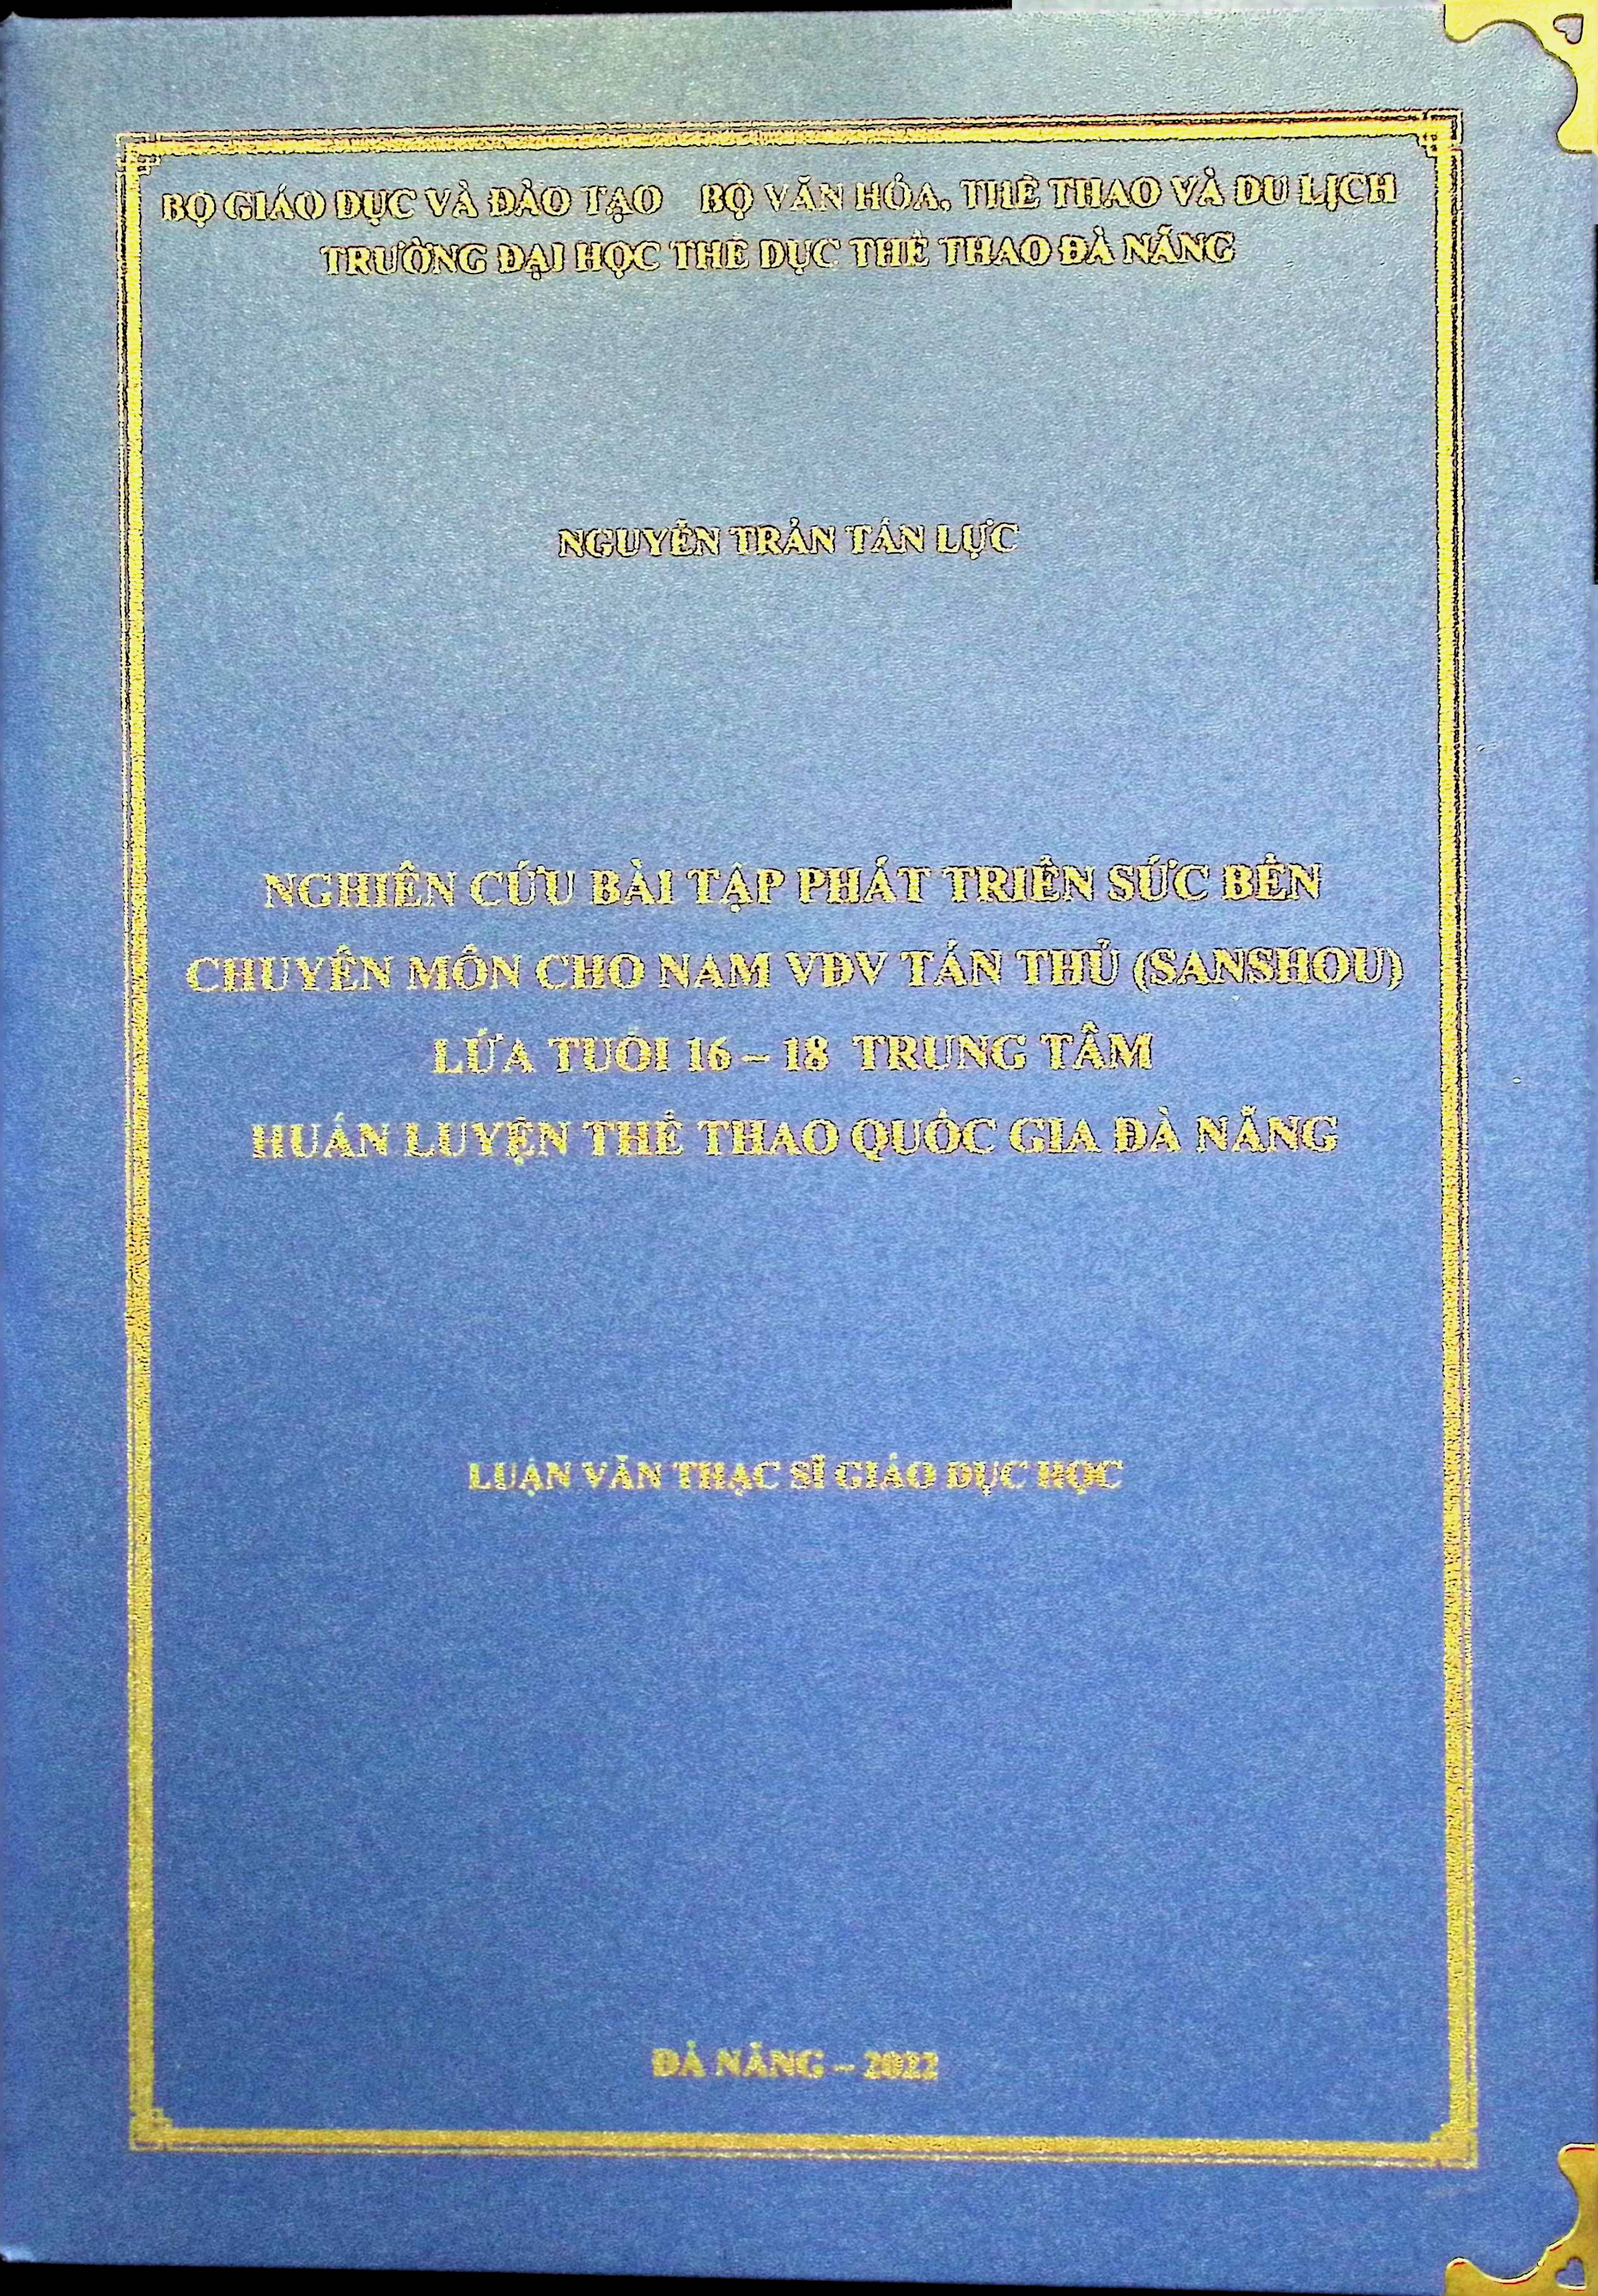 BỘ GIÁO DỤC VÀ ĐÀO TẠO BỘ VĂN HÓA, THỂ THAO VÀ DU LỊCH
TRƯỜNG ĐẠI HỌC THỂ DỤC THỂ THAO ĐÀ NẴNG
NGUYỄN TRẦN TẤN LỰC
NGHIÊN CỨU BÀI TẬP PHÁT TRIỂN SỨC BỀN
CHUYÊN MÔN CHO NAM VĐV TÁN THỦ (SANSHOU)
LỨA TUỔI 16 – 18 TRUNG TÂM
HUẤN LUYỆN THỂ THAO QUỐC GIA ĐÀ NẴNG
LUẬN VĂN THẠC SĨ GIÁO DỤC HỌC
ĐÀ NẴNG – 2022